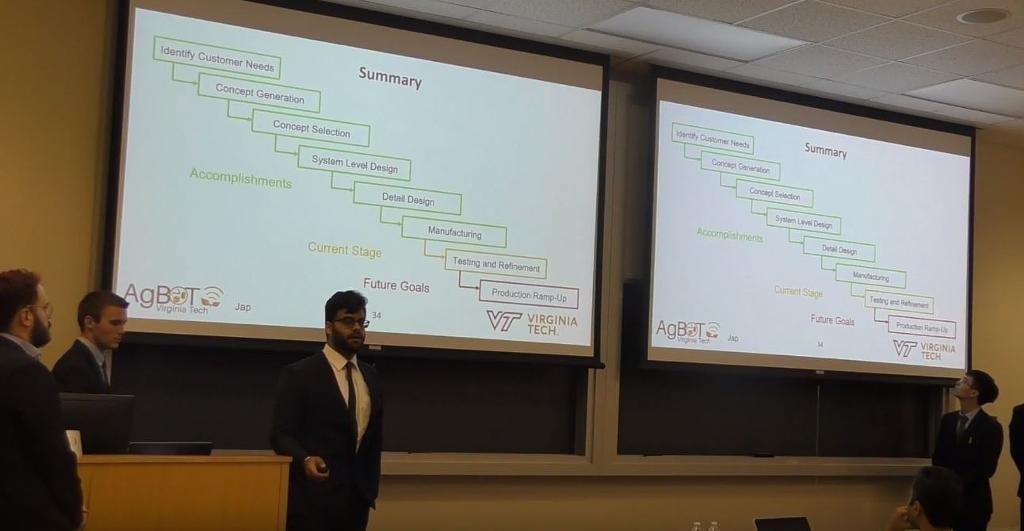 Summary
Identify Customer Needs
Concept Generation
Concept Selection
System Level Design
Accomplishments
Detail Design
Manufacturing
Current Stage
Testing and Refinement
Future Goals
Production Ramp-Up
AgBOT
Virginia Tech
Jap
34
VT VIRGINIA
TECH.
Summary
Identify Customer Needs
Concept Generation
Concept Selection
System Level Design
Accomplishments
Detail Design
Manufacturing
Current Stage
Testing and Refinement
Future Goals
Production Ramp-Up
AgBOT
Virginia Tech
Jap
34
VT VIRGINIA
TECH.